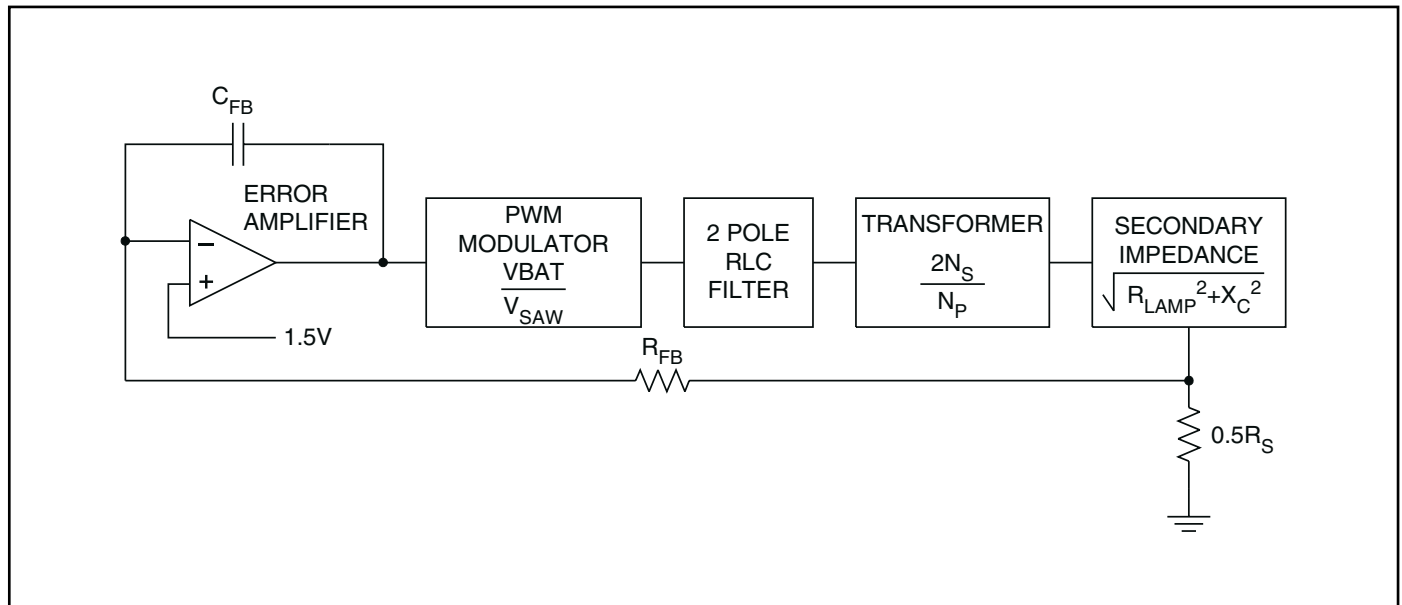 C_FB
ERROR
AMPLIFIER
−
+
1.5V
PWM
MODULATOR
VBAT
V_SAW
2 POLE
RLC
FILTER
TRANSFORMER
2N_S
N_P
SECONDARY
IMPEDANCE
√R_LAMP²+X_C²
R_FB
0.5R_S